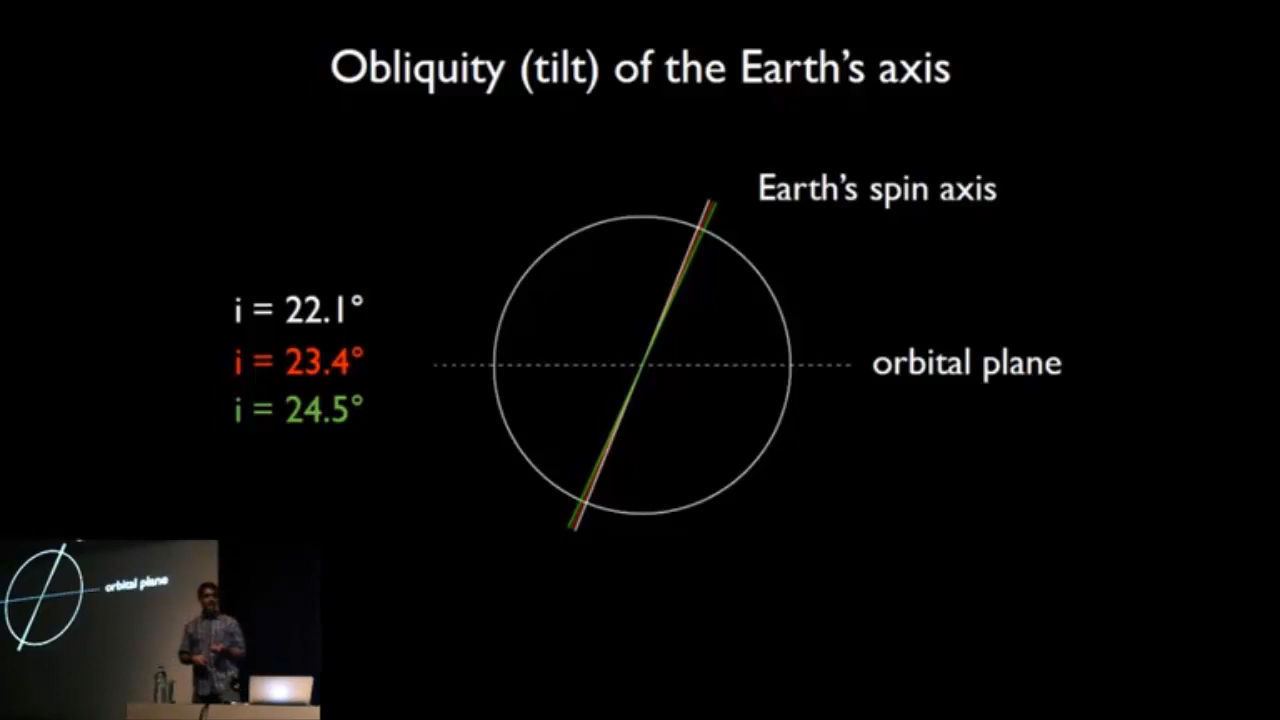 Obliquity (tilt) of the Earth's axis
Earth's spin axis
i = 22.1°
i = 23.4°
i = 24.5°
orbital plane
orbital plane